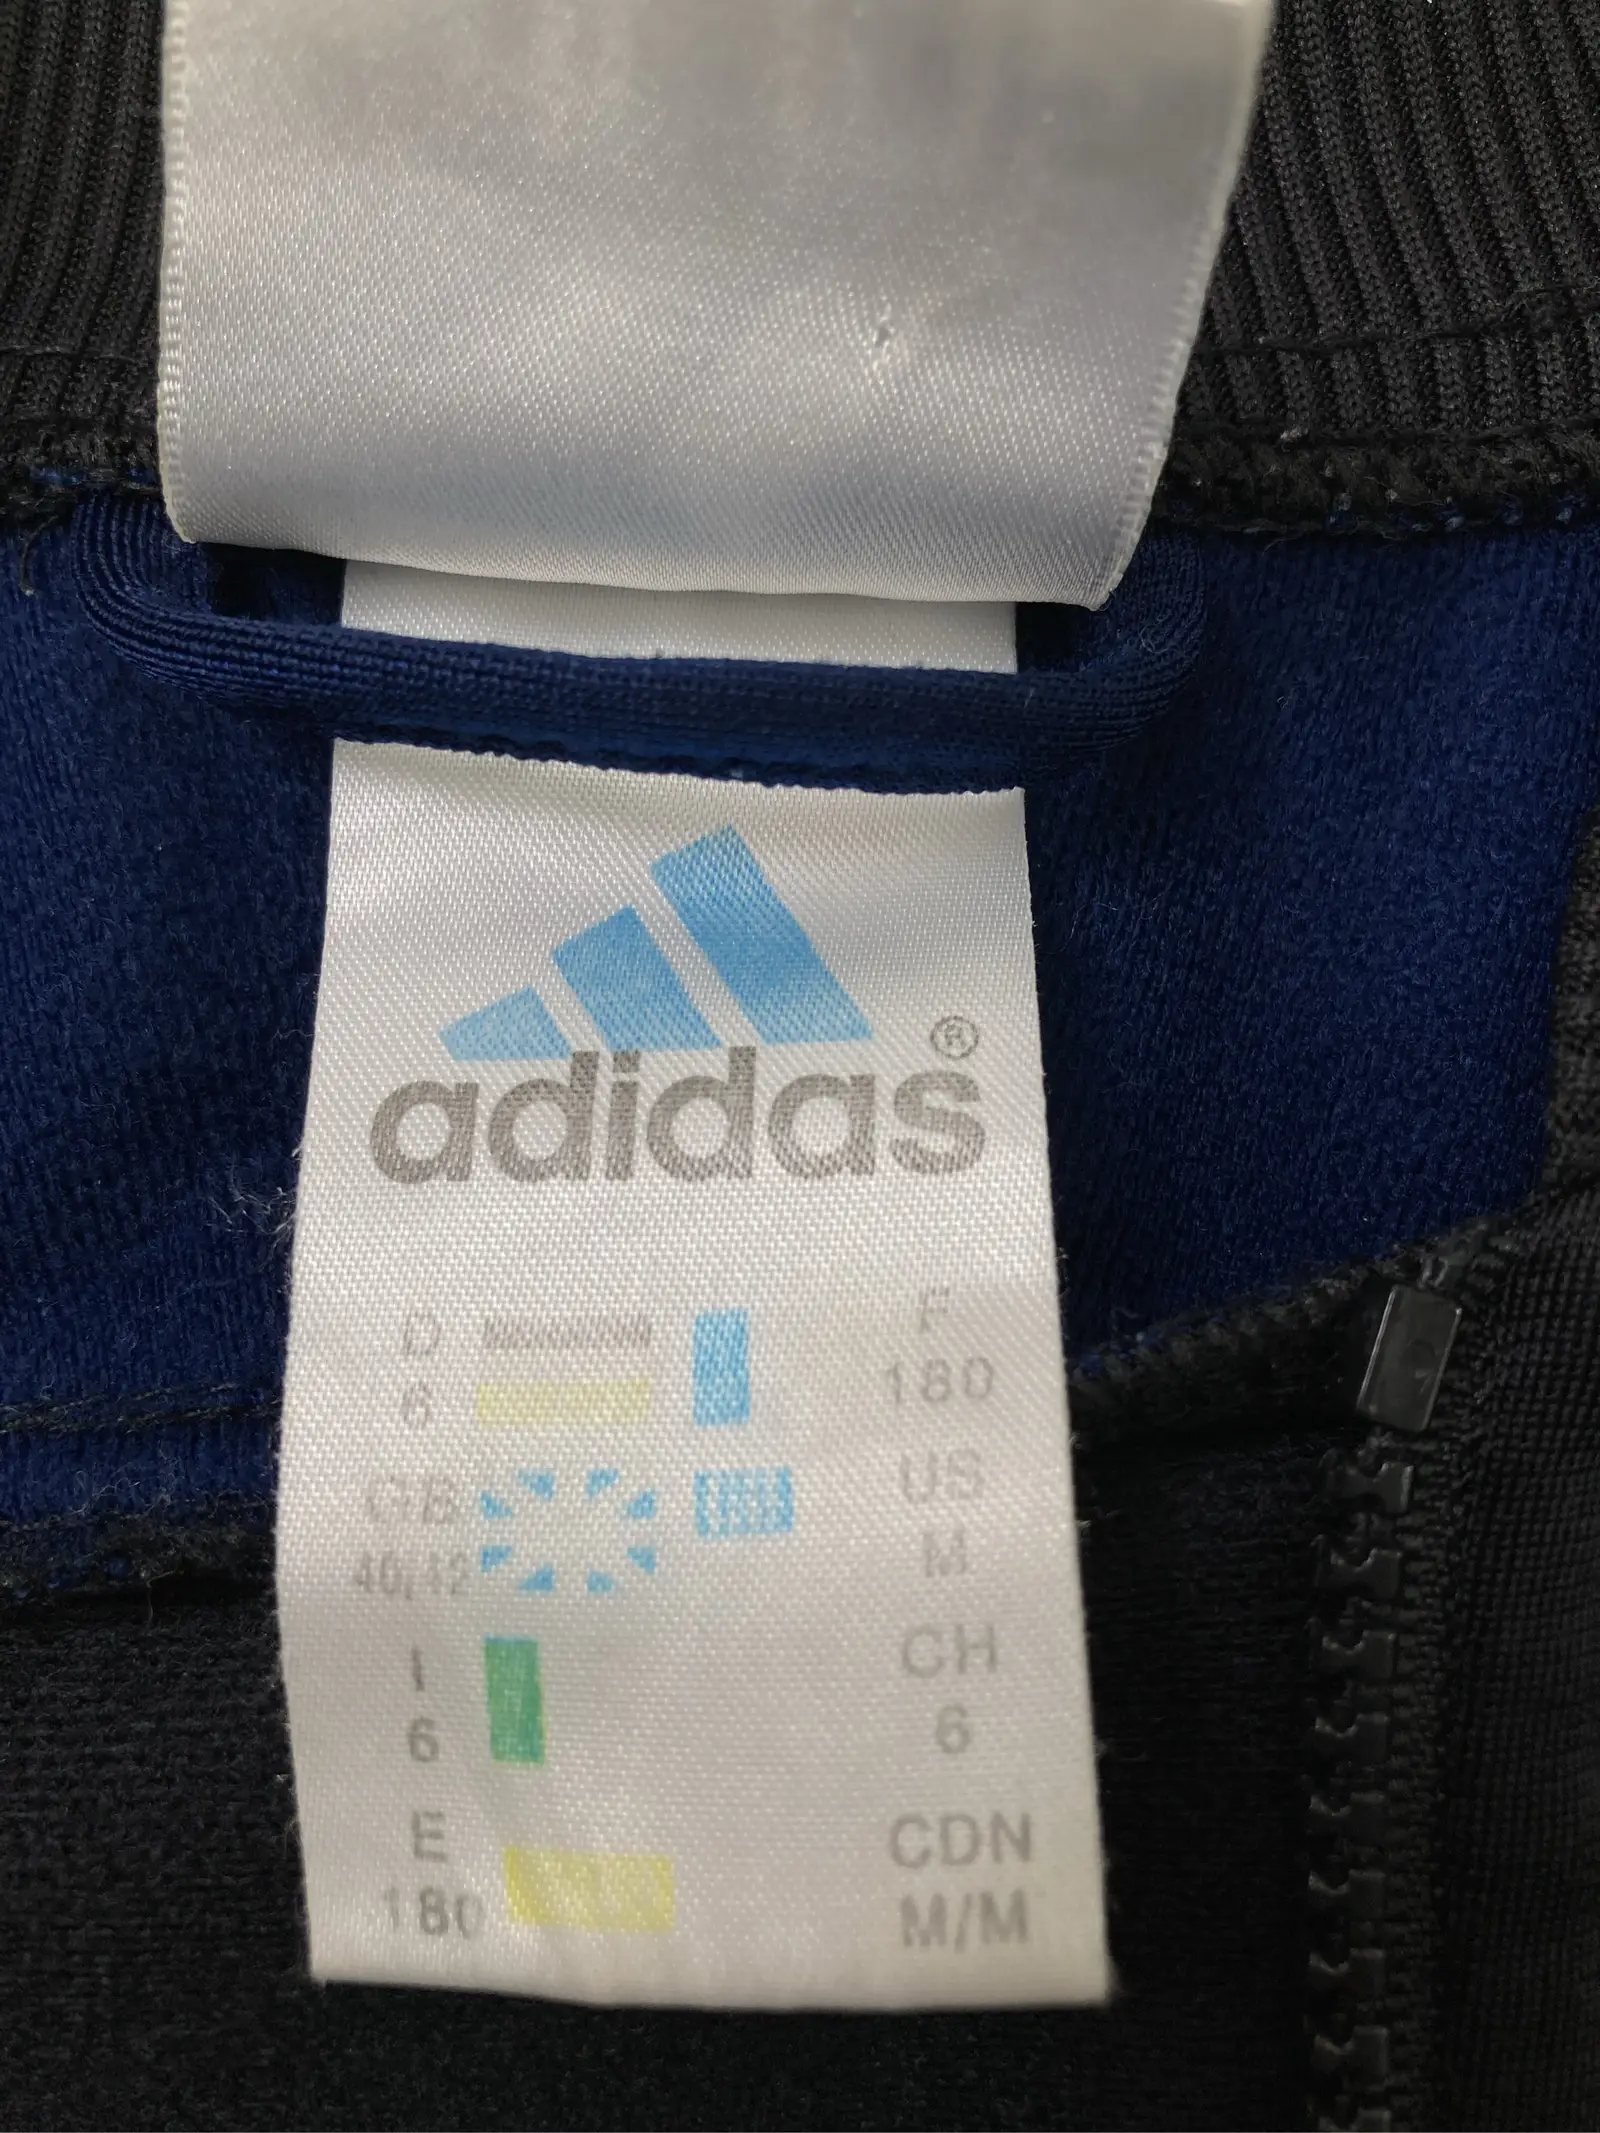 adidas®
D F
6 180
GB US
40/42 M
I CH
6 6
E CDN
180 M/M